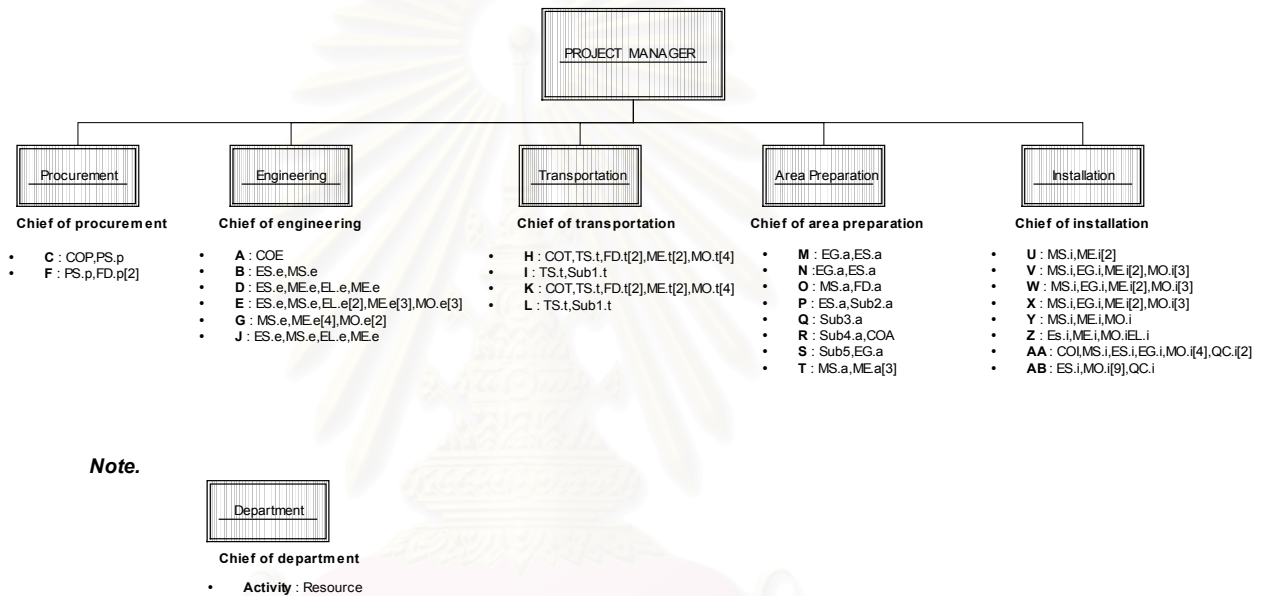 PROJECT MANAGER
Procurement
Chief of procurement
• C : COP,PS.p
• F : PS.p,FD.p[2]
Engineering
Chief of engineering
• A : COE
• B : ES.e,MS.e
• D : ES.e,ME.e,EL.e,ME.e
• E : ES.e,MS.e,EL.e[2],ME.e[3],MO.e[3]
• G : MS.e,ME.e[4],MO.e[2]
• J : ES.e,MS.e,EL.e,ME.e
Transportation
Chief of transportation
• H : COT,TS.t,FD.t[2],ME.t[2],MO.t[4]
• I : TS.t,Sub1.t
• K : COT,TS.t,FD.t[2],ME.t[2],MO.t[4]
• L : TS.t,Sub1.t
Area Preparation
Chief of area preparation
• M : EG.a,ES.a
• N :EG.a,ES.a
• O : MS.a,FD.a
• P : ES.a,Sub2.a
• Q : Sub3.a
• R : Sub4.a,COA
• S : Sub5,EG.a
• T : MS.a,ME.a[3]
Installation
Chief of installation
• U : MS.i,ME.i[2]
• V : MS.i,EG.i,ME.i[2],MO.i[3]
• W : MS.i,EG.i,ME.i[2],MO.i[3]
• X : MS.i,EG.i,ME.i[2],MO.i[3]
• Y : MS.i,ME.i,MO.i
• Z : Es.i,ME.i,MO.iEL.i
• AA : COI,MS.i,ES.i,EG.i,MO.i[4],QC.i[2]
• AB : ES.i,MO.i[9],QC.i
Note.
Department
Chief of department
• Activity : Resource